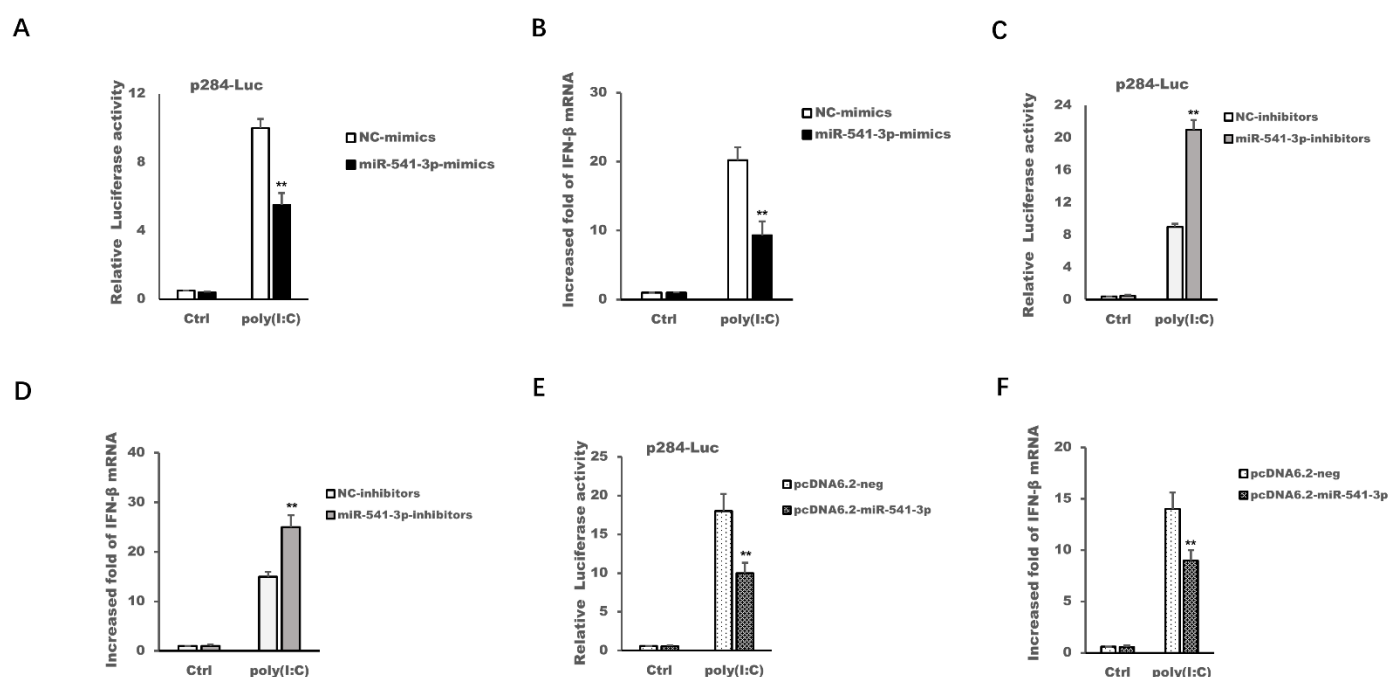 A
p284-Luc
Relative Luciferase activity
12
8
4
0
**
Ctrl
poly(I:C)
NC-mimics
miR-541-3p-mimics
B
Increased fold of IFN-β mRNA
30
20
10
0
**
Ctrl
poly(I:C)
NC-mimics
miR-541-3p-mimics
C
p284-Luc
Relative Luciferase activity
24
20
16
12
8
4
0
**
Ctrl
poly(I:C)
NC-inhibitors
miR-541-3p-inhibitors
D
Increased fold of IFN-β mRNA
40
30
20
10
0
**
Ctrl
poly(I:C)
NC-inhibitors
miR-541-3p-inhibitors
E
p284-Luc
Relative Luciferase activity
25
20
15
10
5
0
**
Ctrl
poly(I:C)
pcDNA6.2-neg
pcDNA6.2-miR-541-3p
F
Increased fold of IFN-β mRNA
20
15
10
5
0
**
Ctrl
poly(I:C)
pcDNA6.2-neg
pcDNA6.2-miR-541-3p